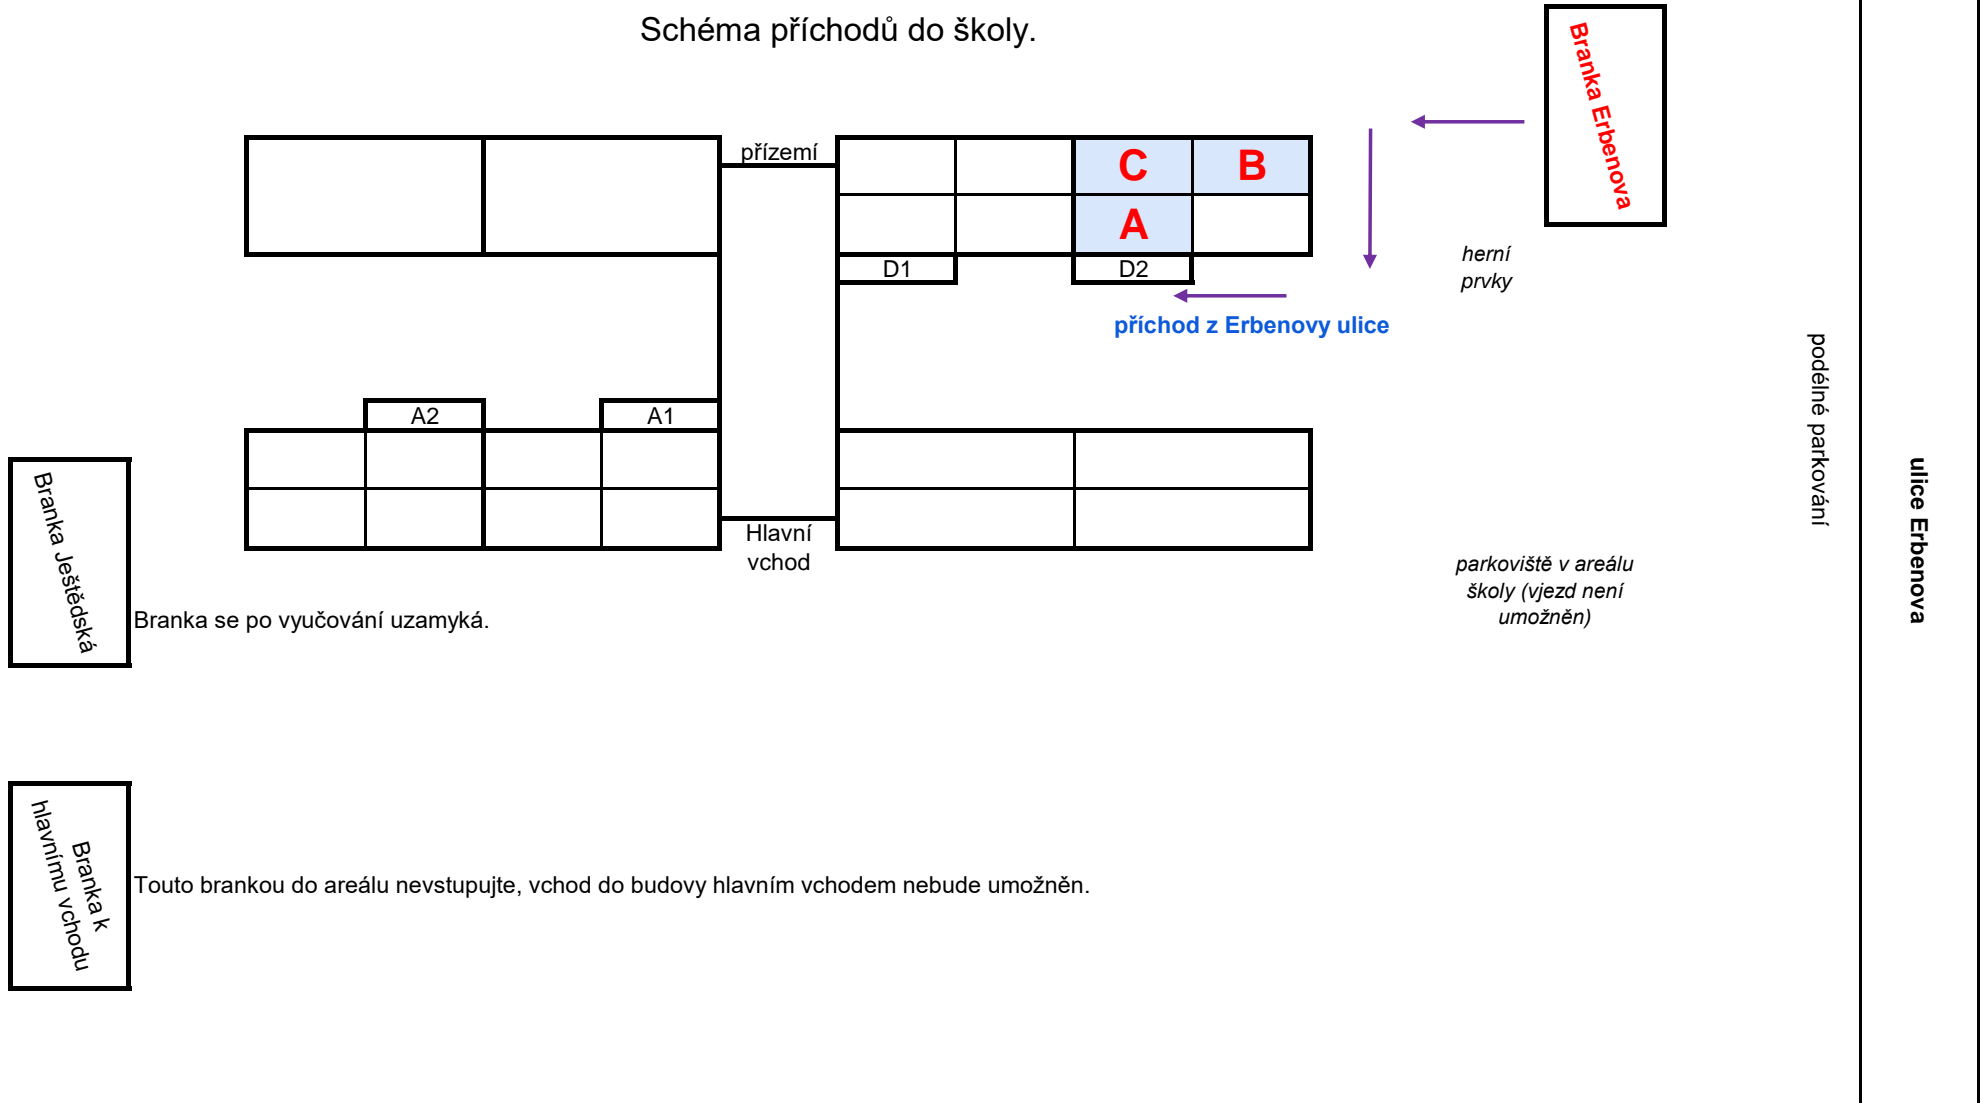 Schéma příchodů do školy.
Branka Erbenova
přízemí
C
B
A
D1
D2
herní
prvky
příchod z Erbenovy ulice
podélné parkování
ulice Erbenova
A2
A1
Branka Ještědská
Hlavní
vchod
parkoviště v areálu
školy (vjezd není
umožněn)
Branka se po vyučování uzamyká.
Branka k
hlavnímu vchodu
Touto brankou do areálu nevstupujte, vchod do budovy hlavním vchodem nebude umožněn.